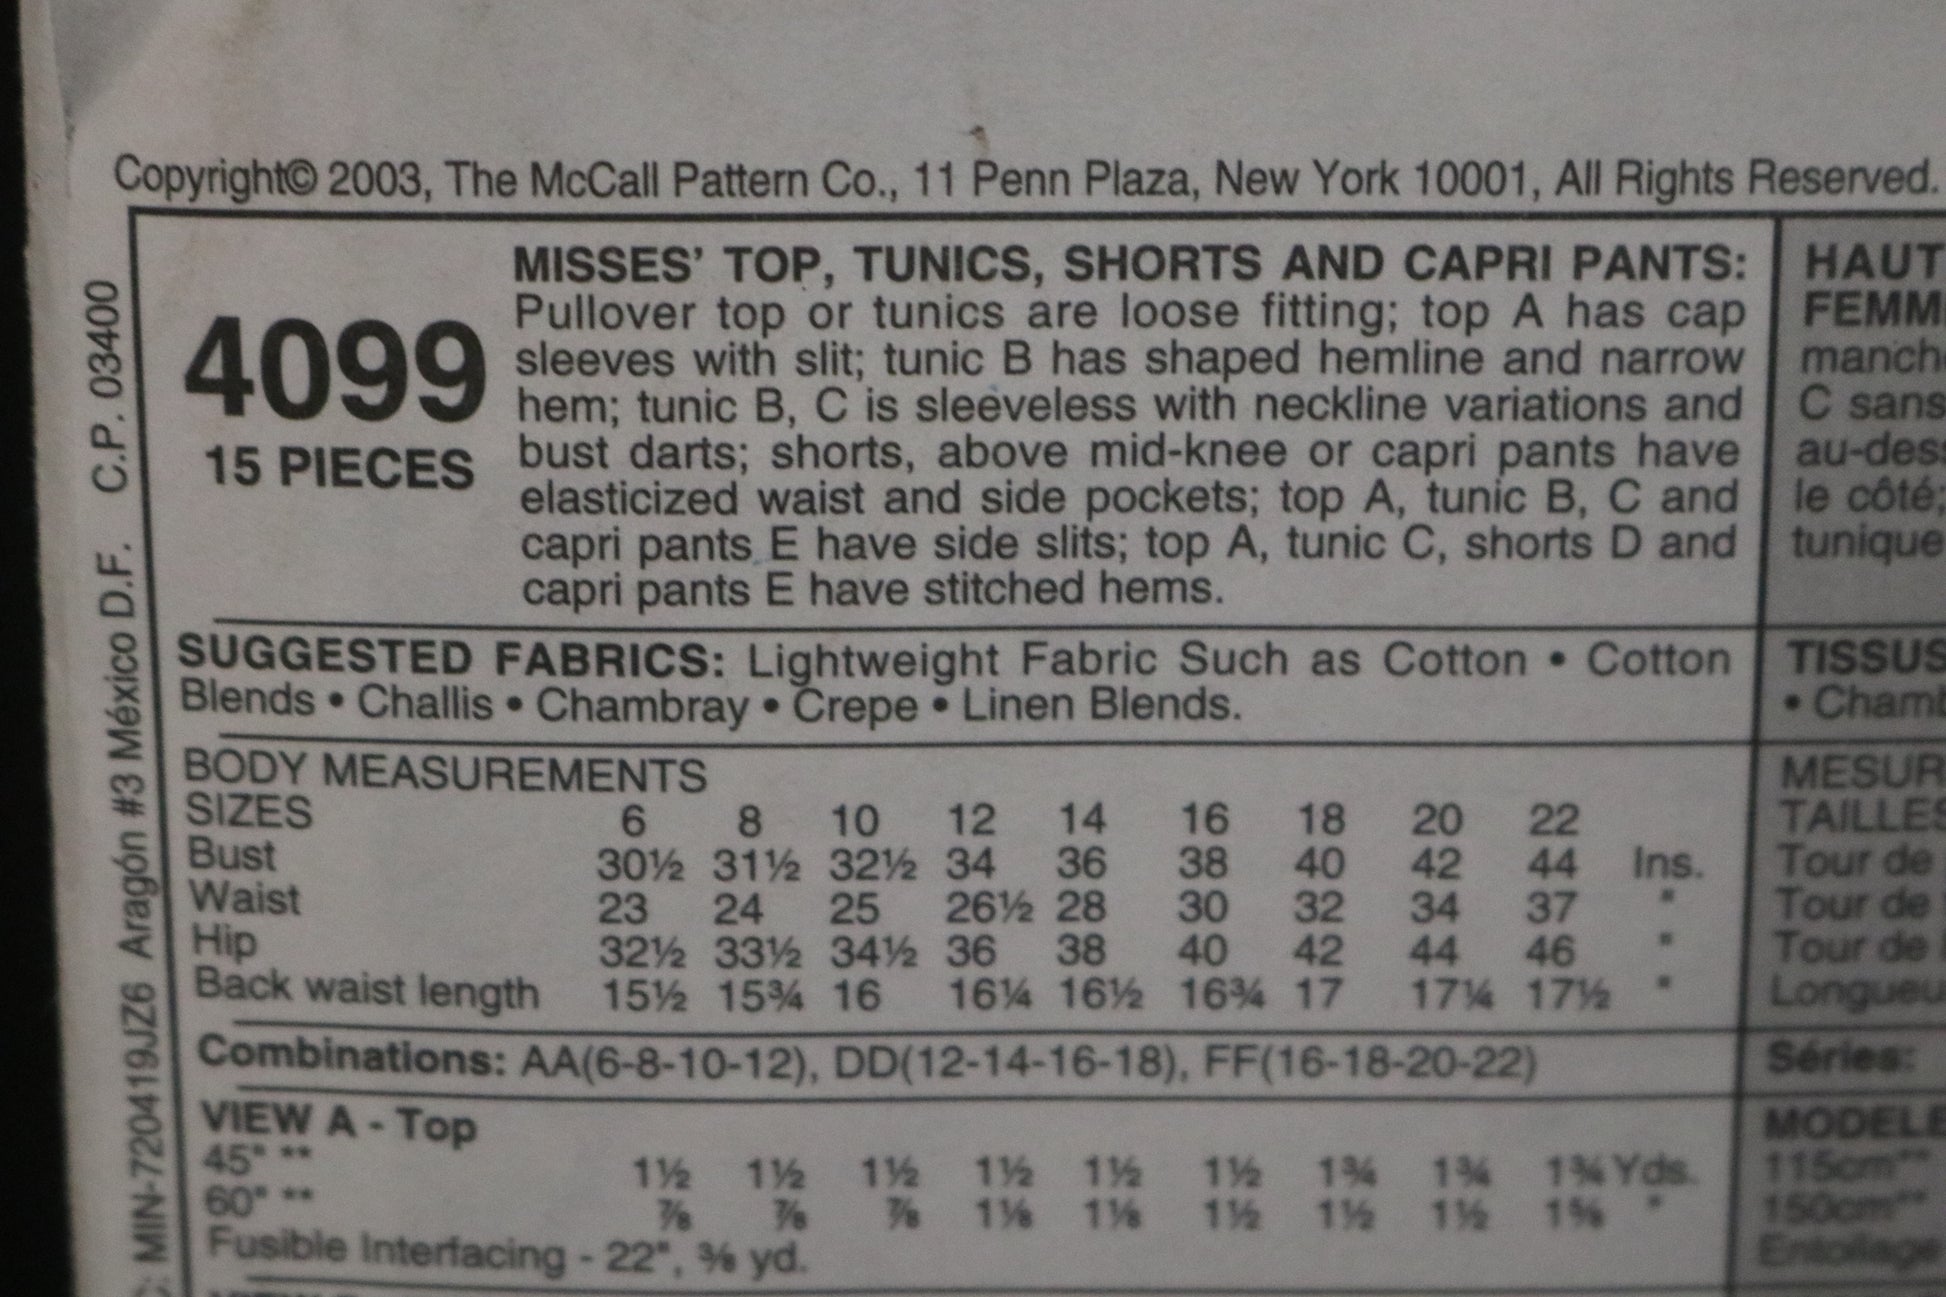 Copyright© 2003, The McCall Pattern Co., 11 Penn Plaza, New York 10001, All Rights Reserved.
4099
15 PIECES
MISSES' TOP, TUNICS, SHORTS AND CAPRI PANTS:
Pullover top or tunics are loose fitting; top A has cap
sleeves with slit; tunic B has shaped hemline and narrow
hem; tunic B, C is sleeveless with neckline variations and
bust darts; shorts, above mid-knee or capri pants have
elasticized waist and side pockets; top A, tunic B, C and
capri pants E have side slits; top A, tunic C, shorts D and
capri pants E have stitched hems.
SUGGESTED FABRICS: Lightweight Fabric Such as Cotton • Cotton
Blends • Challis • Chambray • Crepe • Linen Blends.
BODY MEASUREMENTS
SIZES 6 8 10 12 14 16 18 20 22
Bust 30½ 31½ 32½ 34 36 38 40 42 44 Ins.
Waist 23 24 25 26½ 28 30 32 34 37 "
Hip 32½ 33½ 34½ 36 38 40 42 44 46 "
Back waist length 15½ 15¾ 16 16¼ 16½ 16¾ 17 17¼ 17½ "
Combinations: AA(6-8-10-12), DD(12-14-16-18), FF(16-18-20-22)
VIEW A - Top
45" ** 1½ 1½ 1½ 1½ 1½ 1½ 1¾ 1¾ 1¾ Yds.
60" ** ⅞ ⅞ ⅞ 1⅛ 1⅛ 1½ 1½ 1½ "
Fusible Interfacing - 22", ⅜ yd.
MIN-720419JZ6 Aragón #3 México D.F. C.P. 03400
HAUT
FEMM
manch
C sans
au-des
le côté;
tunique
TISSUS
• Cham
MESUR
TAILLES
Tour de
Tour de
Tour de
Longueu
Séries:
MODELE
115cm**
150cm**
Entoilage